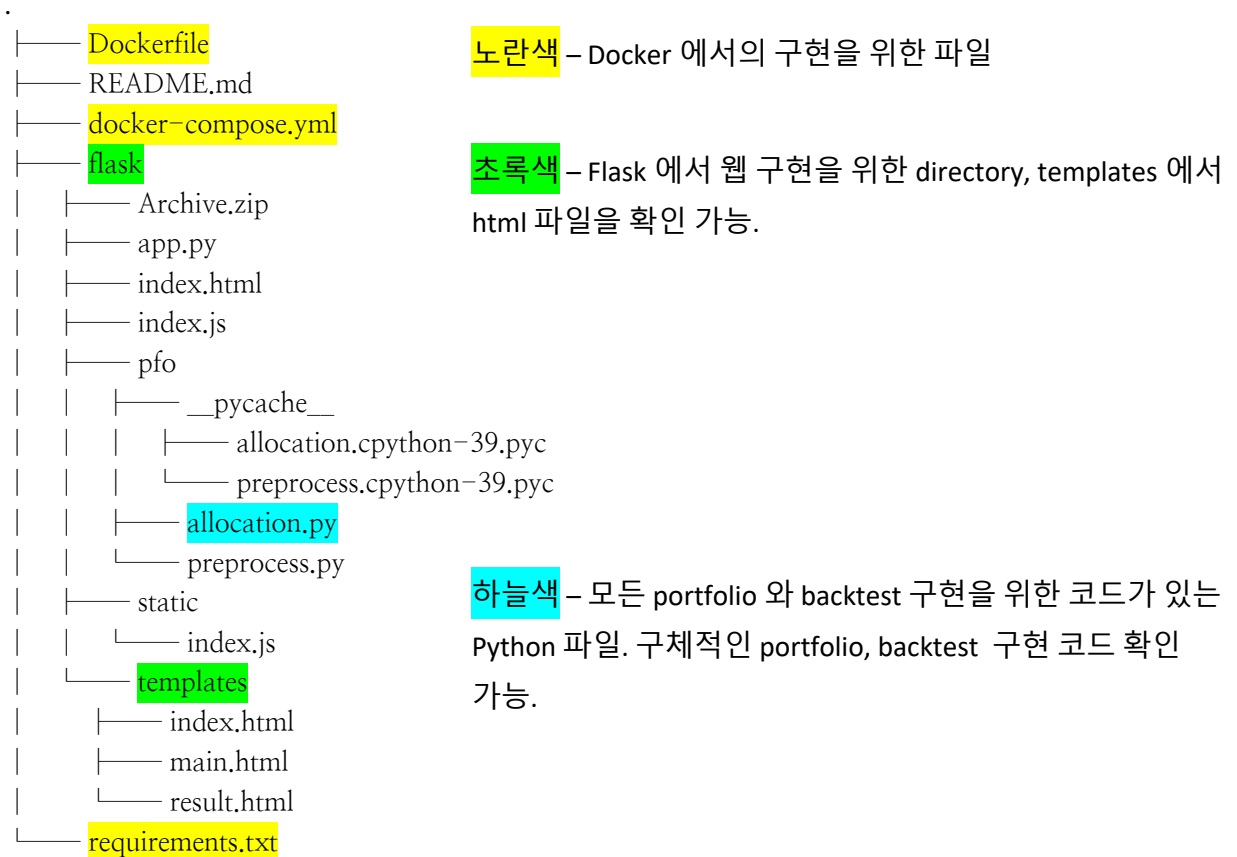 .
├── Dockerfile
├── README.md
├── docker-compose.yml
├── flask
│   ├── Archive.zip
│   ├── app.py
│   ├── index.html
│   ├── index.js
│   ├── pfo
│   │   ├── __pycache__
│   │   │   ├── allocation.cpython-39.pyc
│   │   │   └── preprocess.cpython-39.pyc
│   │   ├── allocation.py
│   │   └── preprocess.py
│   ├── static
│   │   └── index.js
│   └── templates
│       ├── index.html
│       ├── main.html
│       └── result.html
└── requirements.txt
노란색 – Docker 에서의 구현을 위한 파일
초록색 – Flask 에서 웹 구현을 위한 directory, templates 에서
html 파일을 확인 가능.
하늘색 – 모든 portfolio 와 backtest 구현을 위한 코드가 있는
Python 파일. 구체적인 portfolio, backtest 구현 코드 확인
가능.